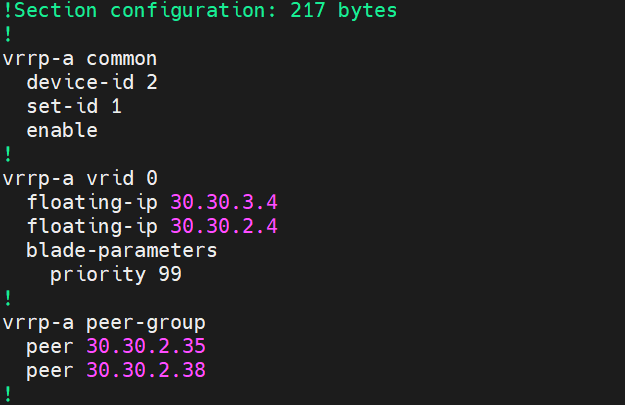 !Section configuration: 217 bytes
!
vrrp-a common
  device-id 2
  set-id 1
  enable
!
vrrp-a vrid 0
  floating-ip 30.30.3.4
  floating-ip 30.30.2.4
  blade-parameters
    priority 99
!
vrrp-a peer-group
  peer 30.30.2.35
  peer 30.30.2.38
!